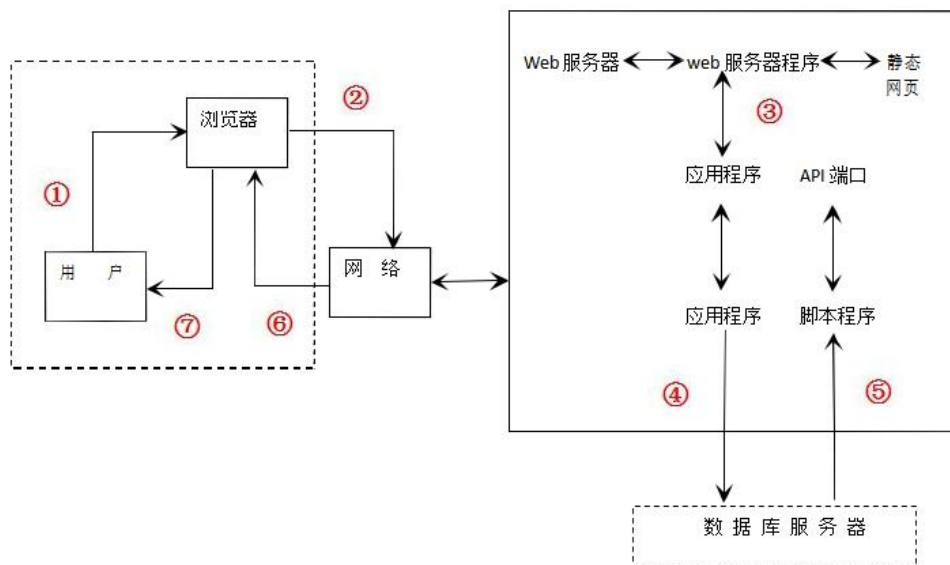 Web 服务器
web 服务器程序
静态
网页
②
浏览器
③
①
应用程序
API 端口
用 户
网 络
⑦
⑥
应用程序
脚本程序
④
⑤
数 据 库 服 务 器